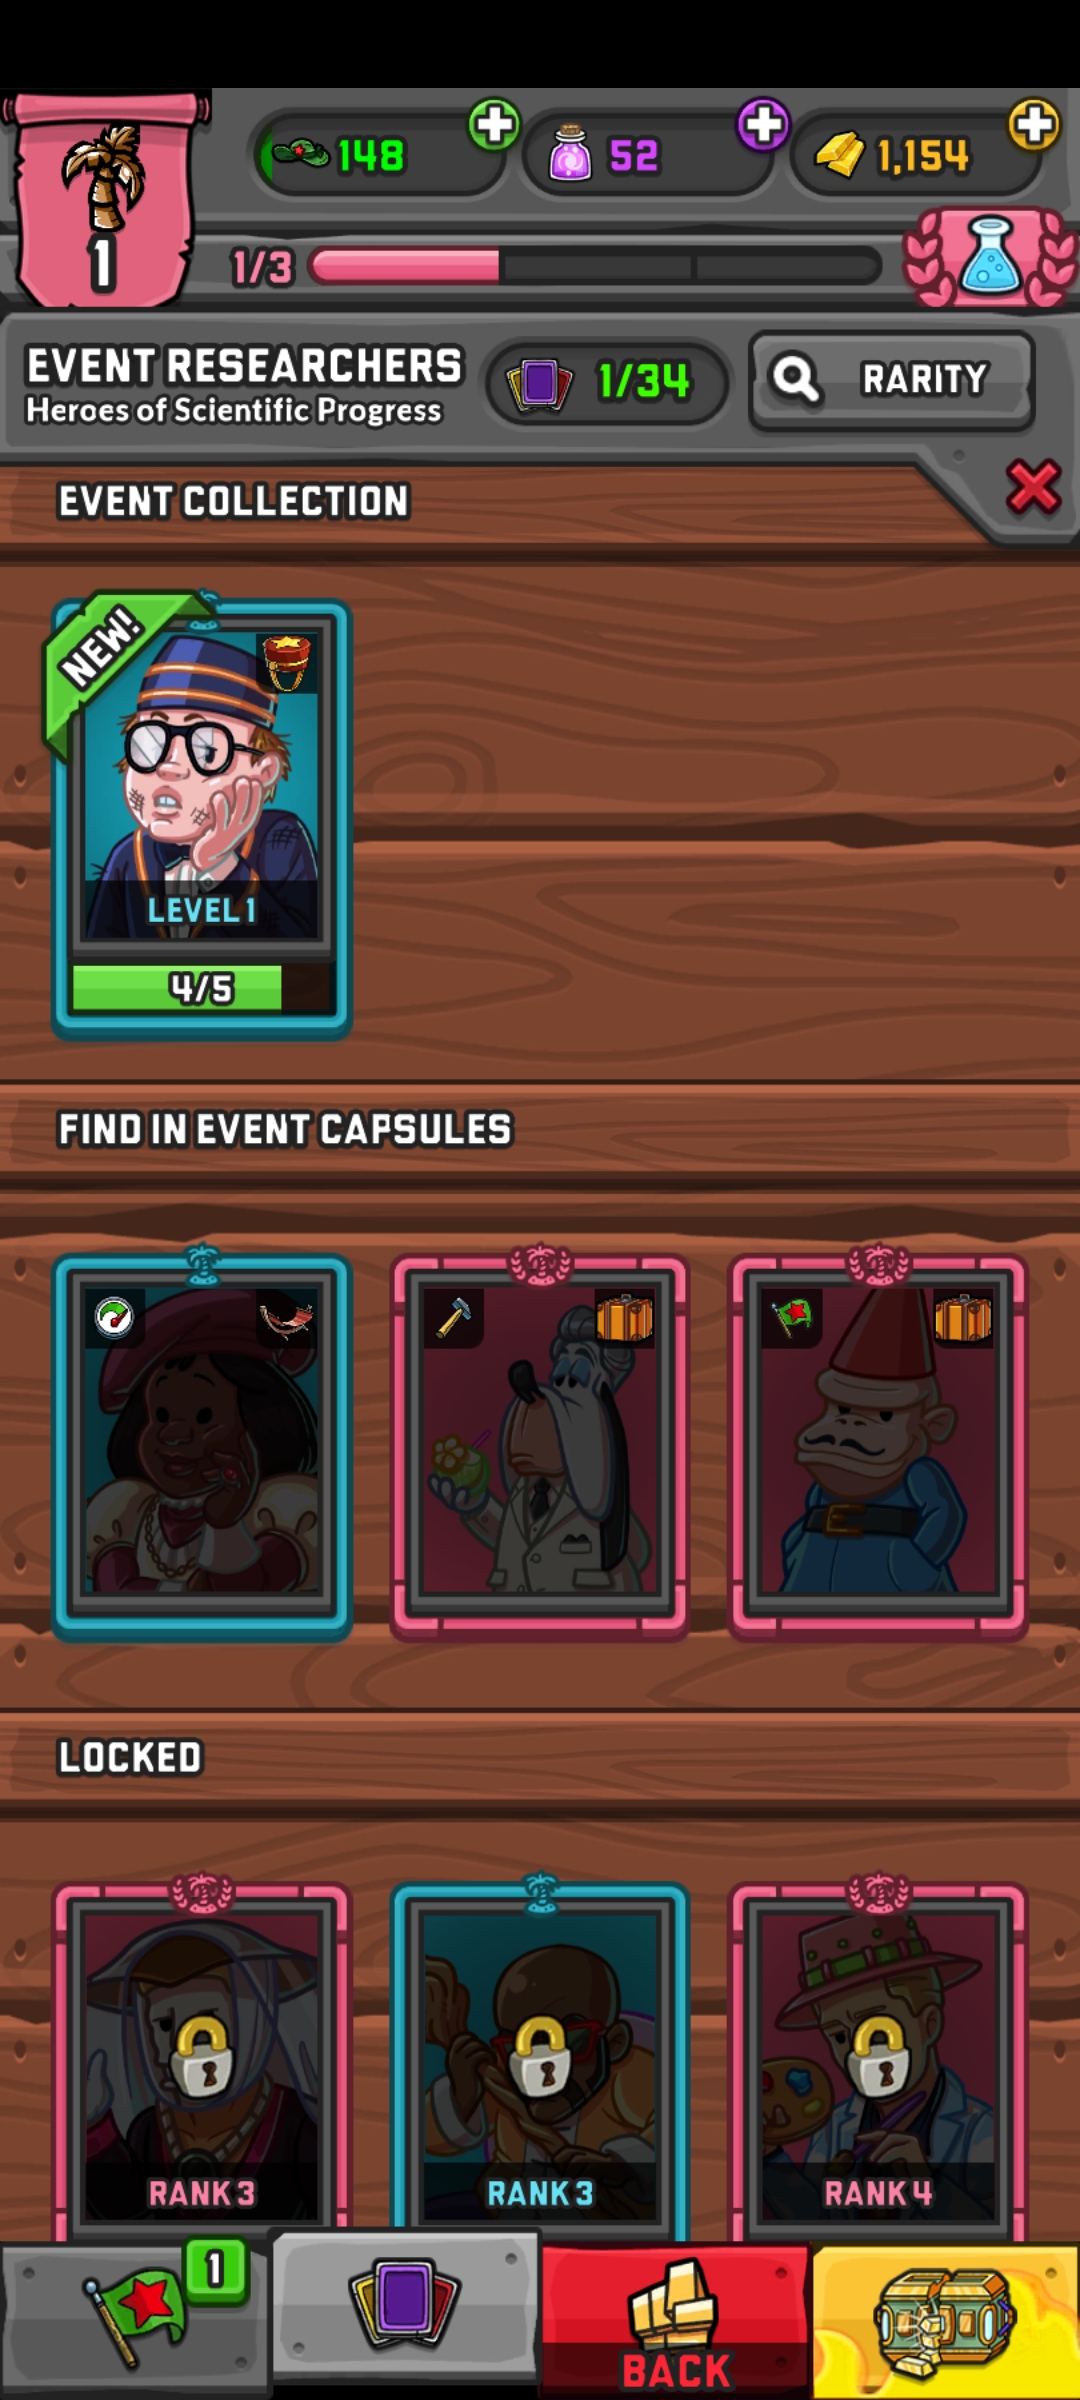 148
52
1,154
1
1/3
EVENT RESEARCHERS
Heroes of Scientific Progress
1/34
RARITY
EVENT COLLECTION
NEW!
LEVEL 1
4/5
FIND IN EVENT CAPSULES
LOCKED
RANK 3
RANK 3
RANK 4
1
BACK